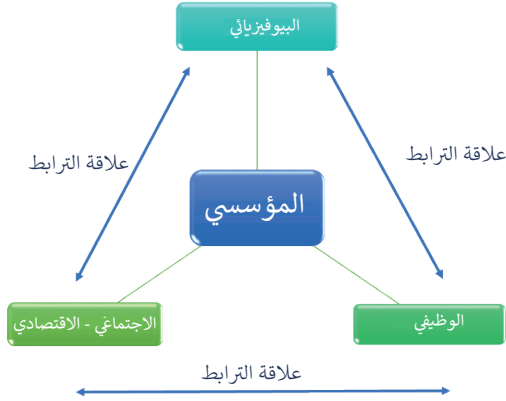 البيوفيزيائي
علاقة الترابط
علاقة الترابط
المؤسسي
الوظيفي
الاجتماعي - الاقتصادي
علاقة الترابط